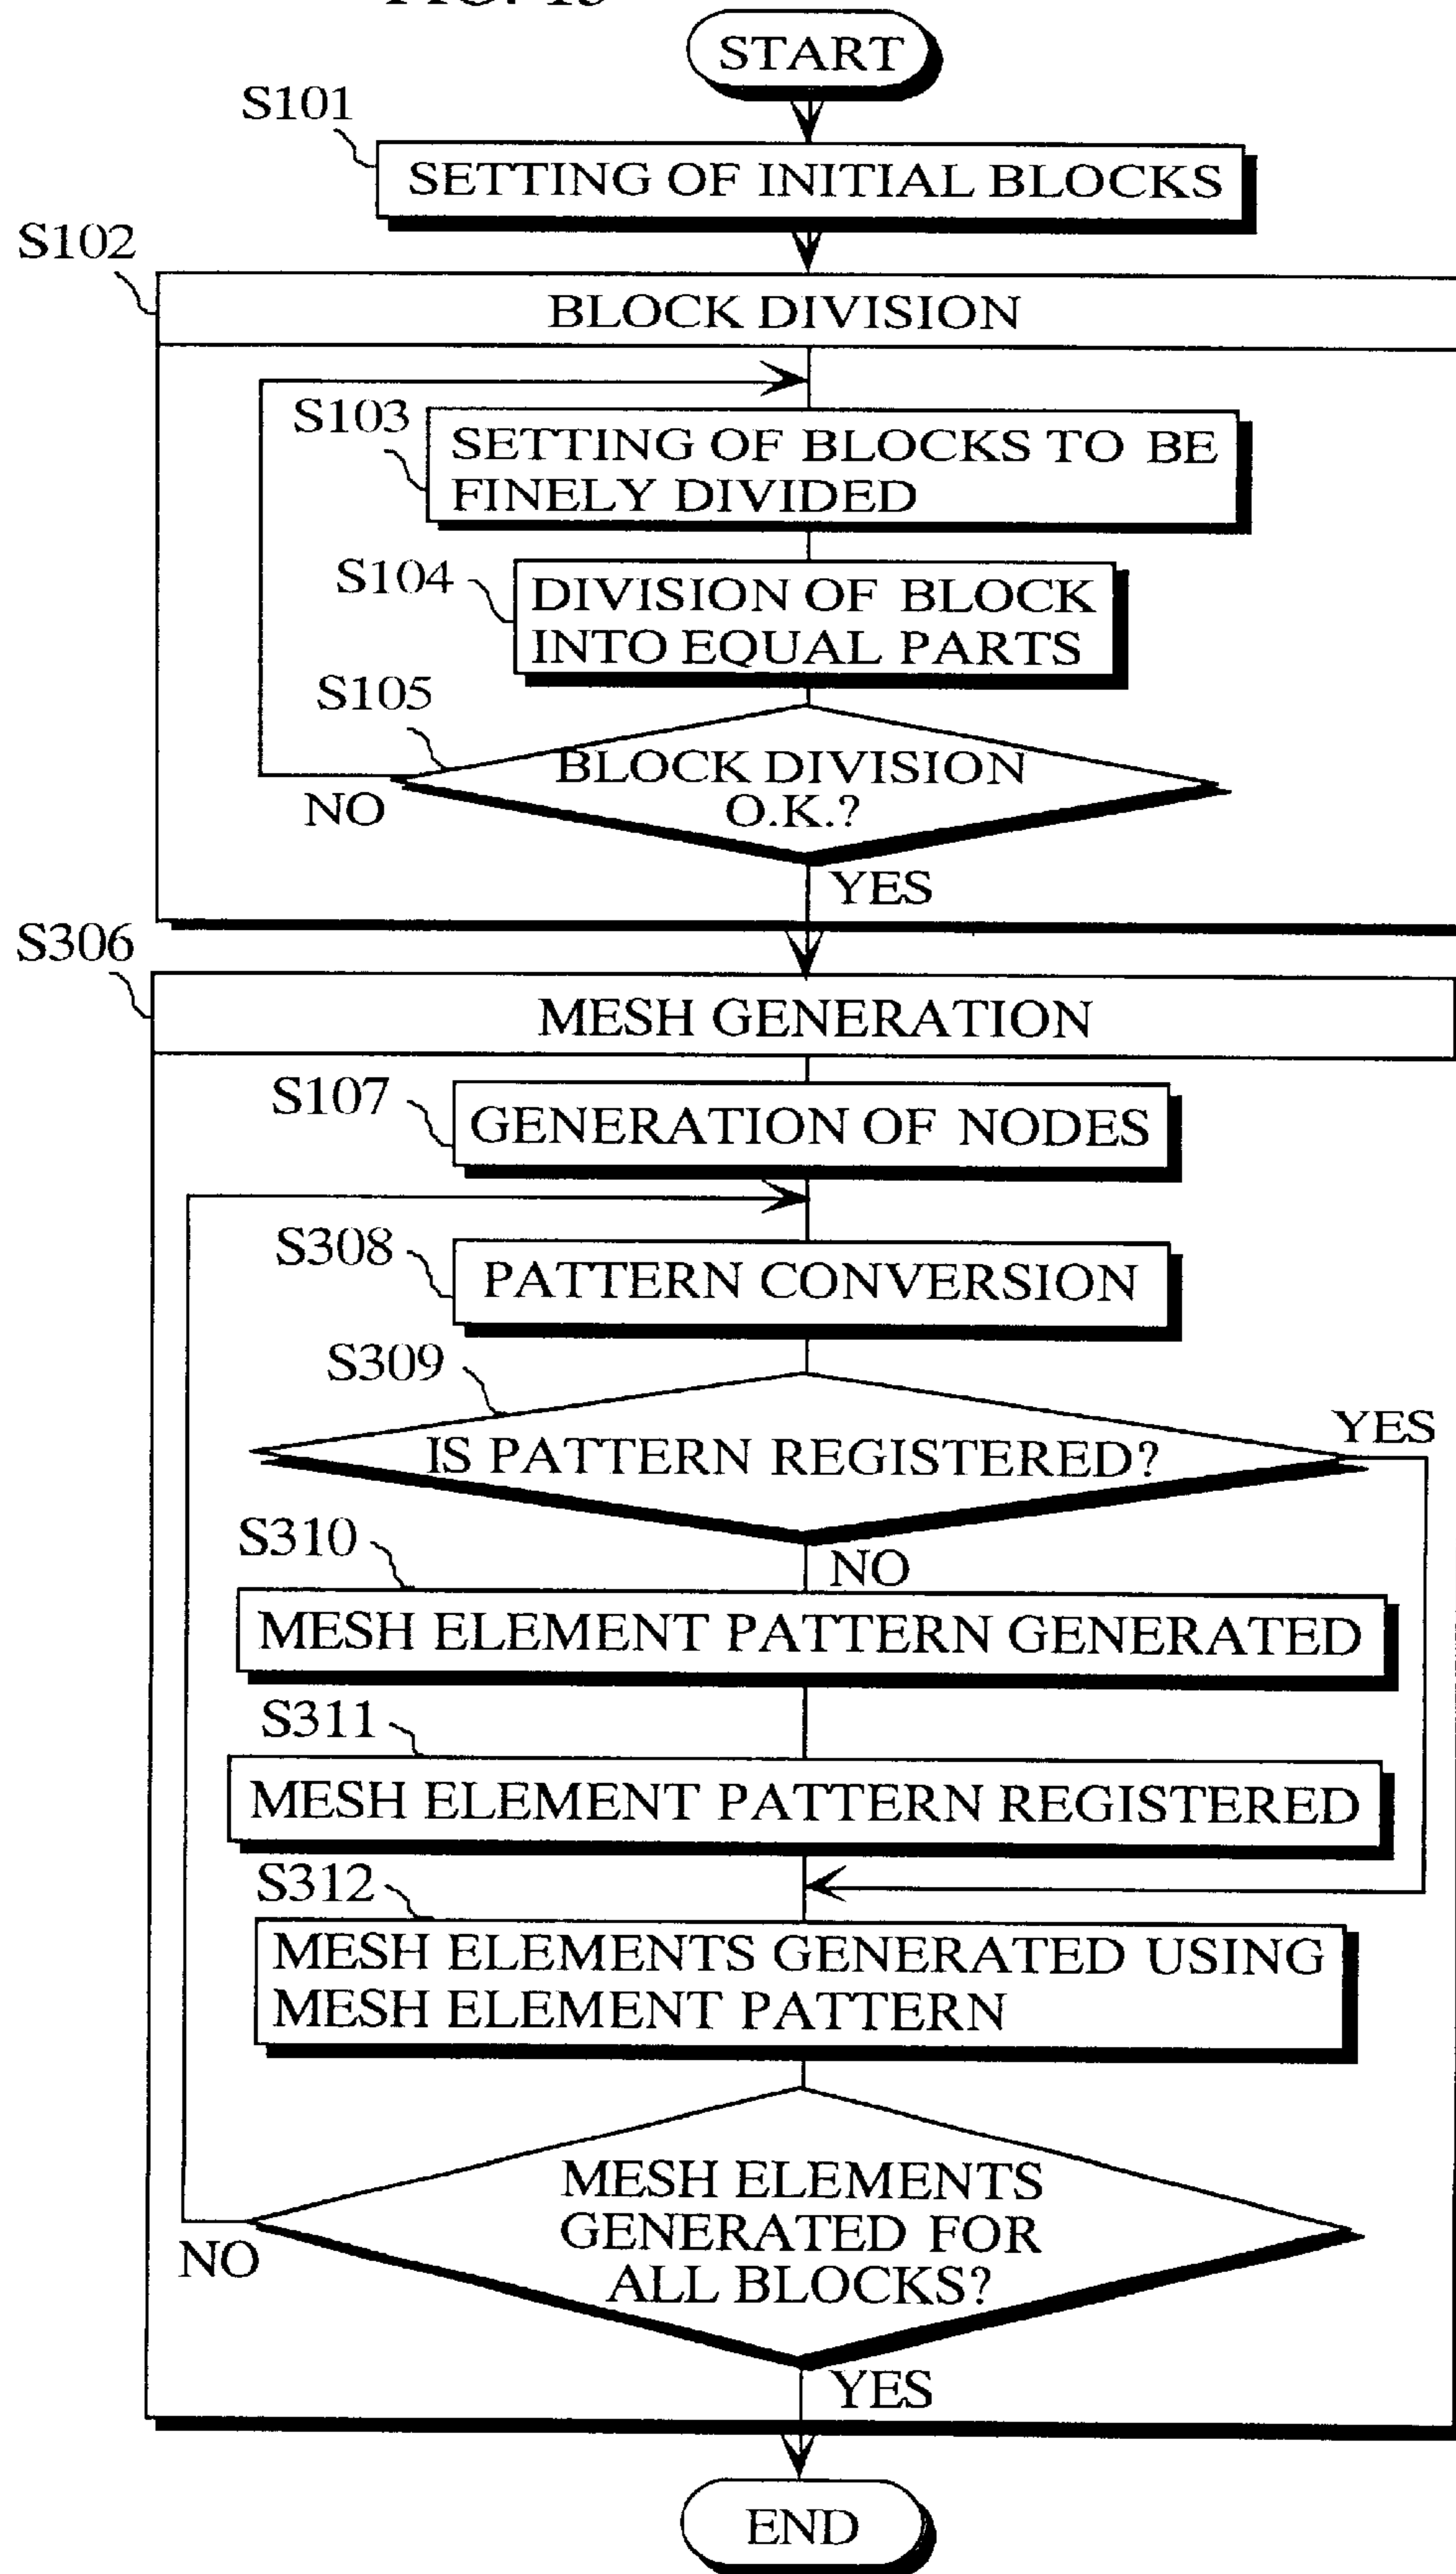 START
S101
SETTING OF INITIAL BLOCKS
S102
BLOCK DIVISION
S103
SETTING OF BLOCKS TO BE
FINELY DIVIDED
S104
DIVISION OF BLOCK
INTO EQUAL PARTS
S105
BLOCK DIVISION
O.K.?
NO
YES
S306
MESH GENERATION
S107
GENERATION OF NODES
S308
PATTERN CONVERSION
S309
IS PATTERN REGISTERED?
YES
NO
S310
MESH ELEMENT PATTERN GENERATED
S311
MESH ELEMENT PATTERN REGISTERED
S312
MESH ELEMENTS GENERATED USING
MESH ELEMENT PATTERN
MESH ELEMENTS
GENERATED FOR
ALL BLOCKS?
NO
YES
END